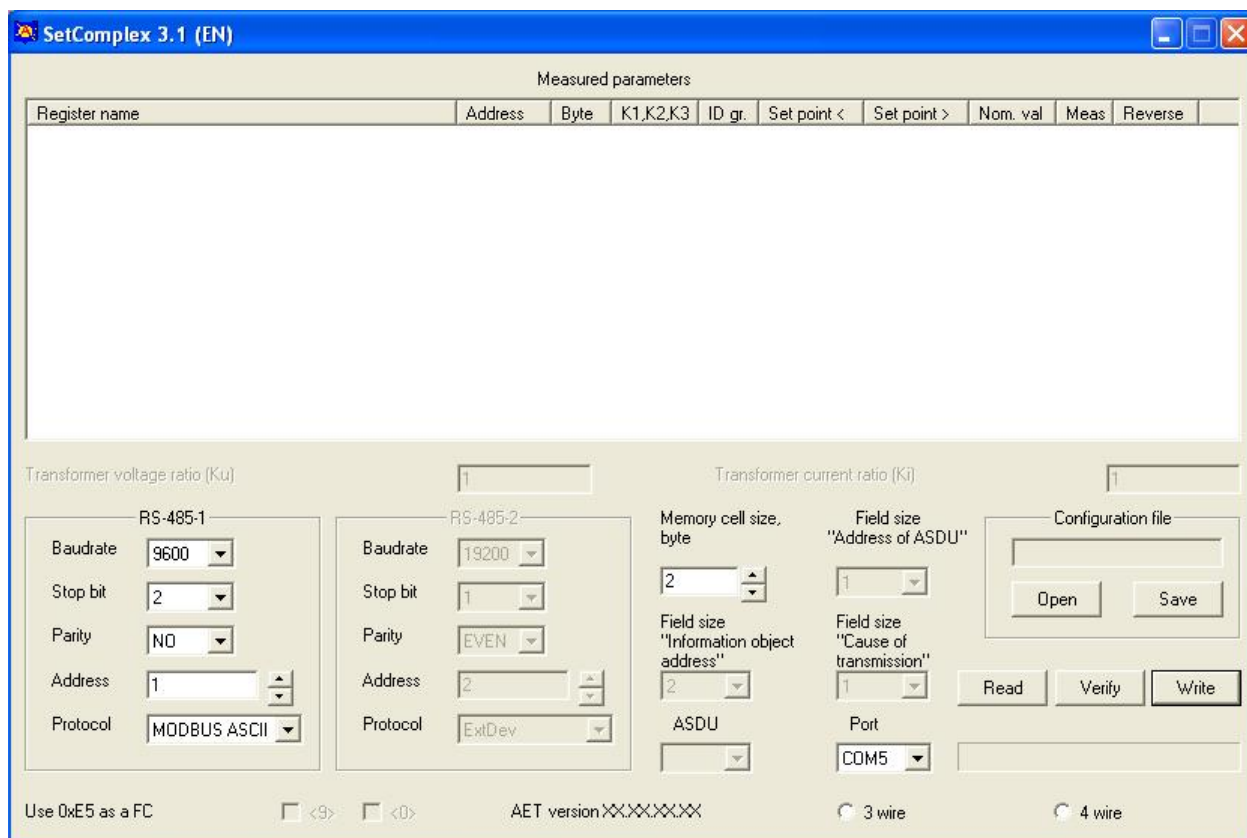 SetComplex 3.1 (EN)
Measured parameters
Register name Address Byte K1,K2,K3 ID gr. Set point < Set point > Nom. val Meas Reverse
Transformer voltage ratio (Ku) 1 Transformer current ratio (Ki) 1
RS-485-1
Baudrate 9600
Stop bit 2
Parity NO
Address 1
Protocol MODBUS ASCII
RS-485-2
Baudrate 19200
Stop bit 1
Parity EVEN
Address 2
Protocol ExtDev
Memory cell size,
byte
2
Field size
"Address of ASDU"
1
Field size
"Information object
address"
2
Field size
"Cause of
transmission"
1
ASDU
Port
COM5
Configuration file
Open Save
Read Verify Write
Use 0xE5 as a FC <9> <0> AET version XX.XX.XX.XX 3 wire 4 wire